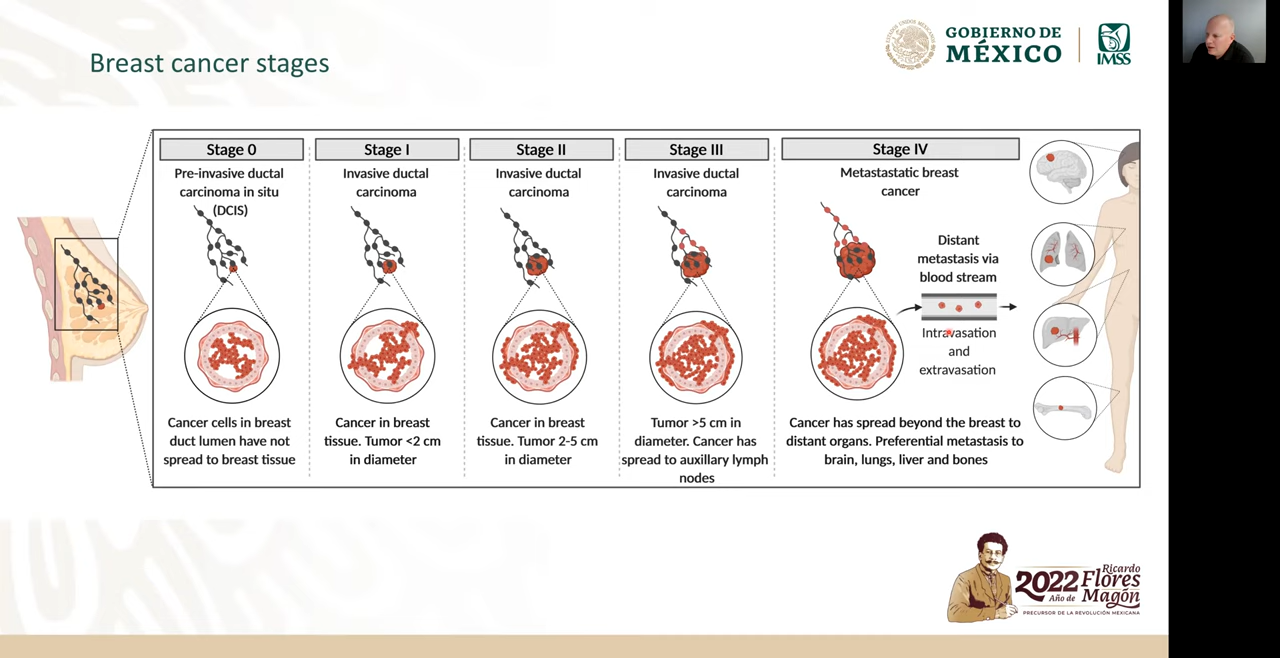 Breast cancer stages
GOBIERNO DE
MÉXICO
IMSS
Stage 0
Pre-invasive ductal
carcinoma in situ
(DCIS)
Cancer cells in breast
duct lumen have not
spread to breast tissue
Stage I
Invasive ductal
carcinoma
Cancer in breast
tissue. Tumor <2 cm
in diameter
Stage II
Invasive ductal
carcinoma
Cancer in breast
tissue. Tumor 2-5 cm
in diameter
Stage III
Invasive ductal
carcinoma
Tumor >5 cm in
diameter. Cancer has
spread to auxillary lymph
nodes
Stage IV
Metastatastic breast
cancer
Distant
metastasis via
blood stream
Intravasation
and
extravasation
Cancer has spread beyond the breast to
distant organs. Preferential metastasis to
brain, lungs, liver and bones
2022
Año de
Ricardo
Flores
Magón
PRECURSOR DE LA REVOLUCIÓN MEXICANA